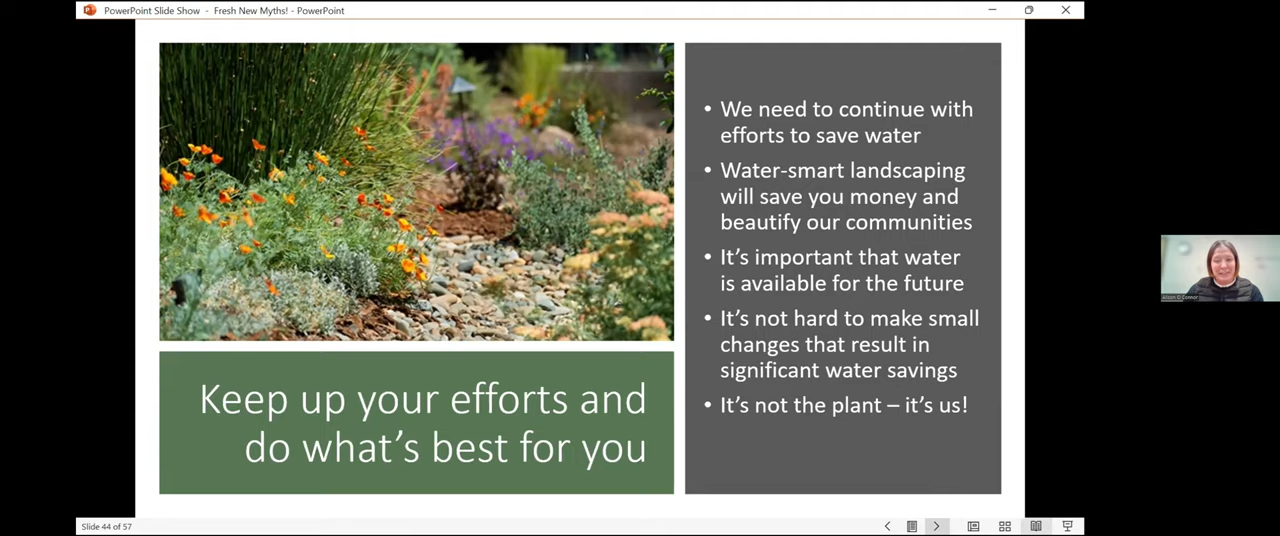 PowerPoint Slide Show - Fresh New Myths! - PowerPoint
Keep up your efforts and
do what's best for you
• We need to continue with
efforts to save water
• Water-smart landscaping
will save you money and
beautify our communities
• It's important that water
is available for the future
• It's not hard to make small
changes that result in
significant water savings
• It's not the plant – it's us!
Alison O Connor
Slide 44 of 57